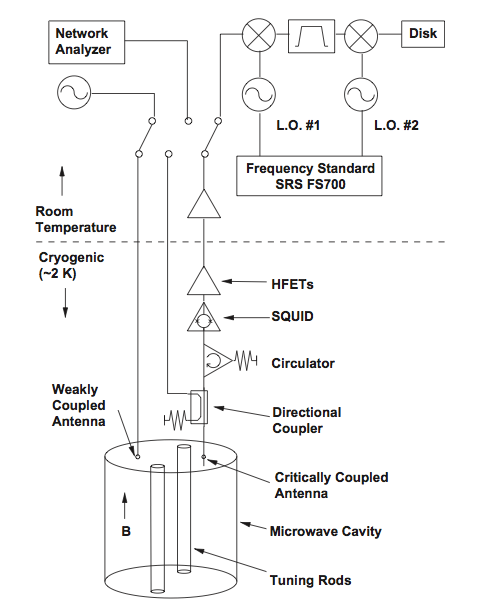 Network
Analyzer
Disk
L.O. #1
L.O. #2
Frequency Standard
SRS FS700
Room
Temperature
Cryogenic
(~2 K)
HFETs
SQUID
Circulator
Weakly
Coupled
Antenna
Directional
Coupler
Critically Coupled
Antenna
B
Microwave Cavity
Tuning Rods